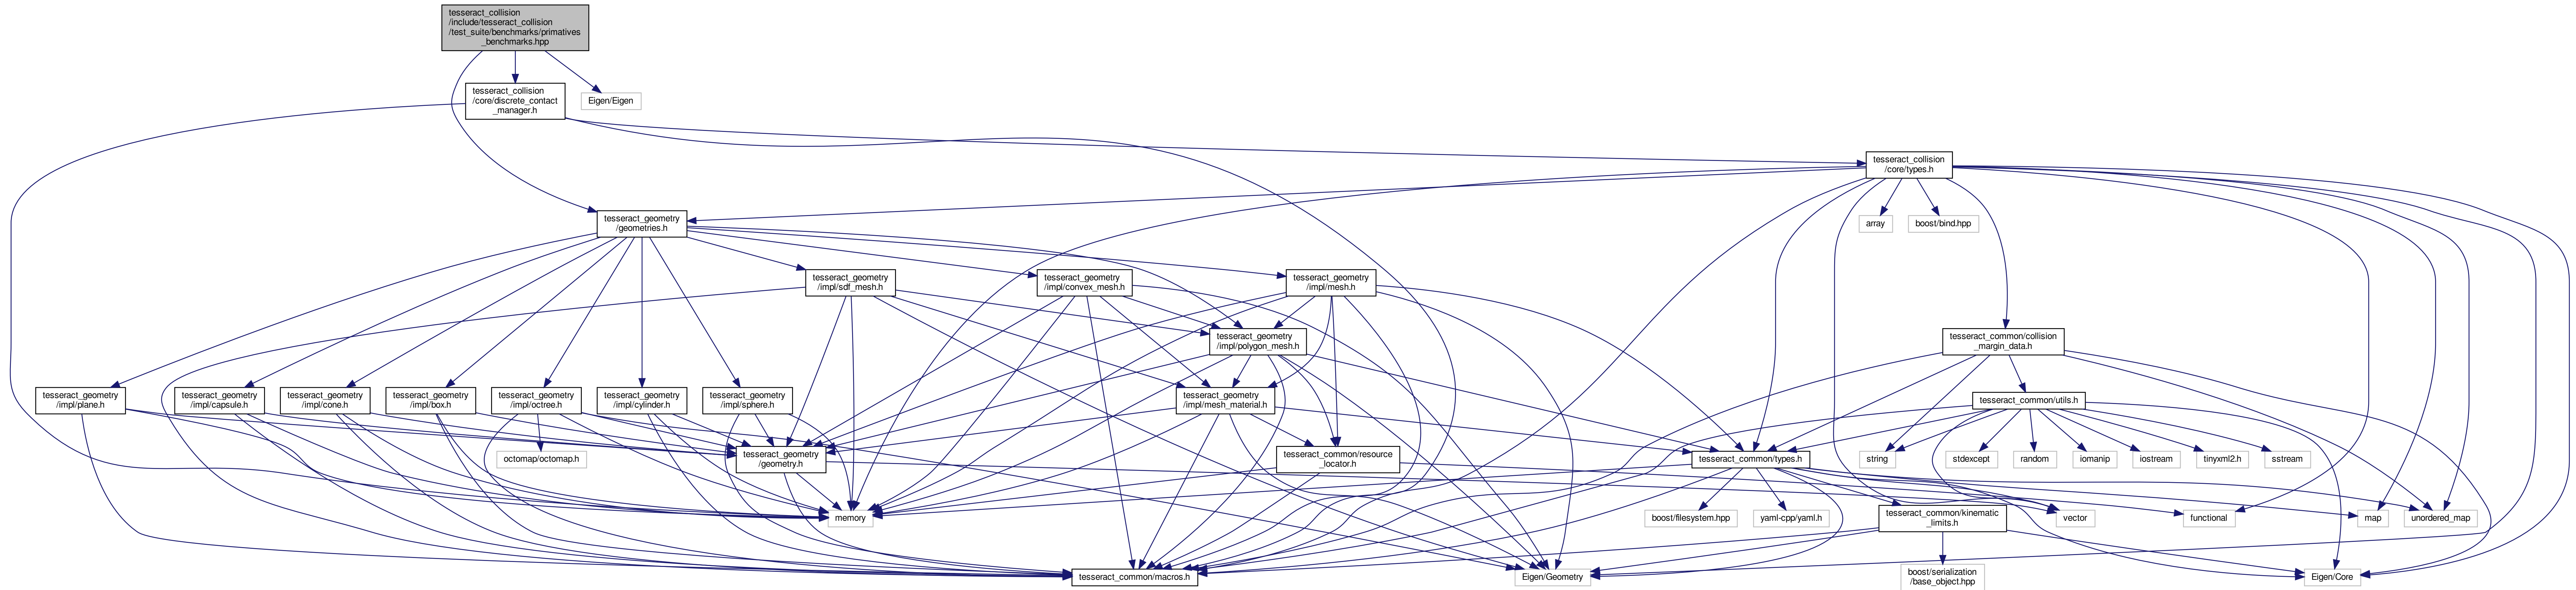 tesseract_collision
/include/tesseract_collision
/test_suite/benchmarks/primatives
_benchmarks.hpp
tesseract_collision
/core/discrete_contact
_manager.h
Eigen/Eigen
tesseract_collision
/core/types.h
tesseract_geometry
/geometries.h
array
boost/bind.hpp
tesseract_geometry
/impl/sdf_mesh.h
tesseract_geometry
/impl/convex_mesh.h
tesseract_geometry
/impl/mesh.h
tesseract_geometry
/impl/polygon_mesh.h
tesseract_common/collision
_margin_data.h
tesseract_geometry
/impl/plane.h
tesseract_geometry
/impl/capsule.h
tesseract_geometry
/impl/cone.h
tesseract_geometry
/impl/box.h
tesseract_geometry
/impl/octree.h
tesseract_geometry
/impl/cylinder.h
tesseract_geometry
/impl/sphere.h
tesseract_geometry
/impl/mesh_material.h
tesseract_common/utils.h
octomap/octomap.h
tesseract_geometry
/geometry.h
tesseract_common/resource
_locator.h
tesseract_common/types.h
string
stdexcept
random
iomanip
iostream
tinyxml2.h
sstream
memory
boost/filesystem.hpp
yaml-cpp/yaml.h
tesseract_common/kinematic
_limits.h
vector
functional
map
unordered_map
tesseract_common/macros.h
Eigen/Geometry
boost/serialization
/base_object.hpp
Eigen/Core